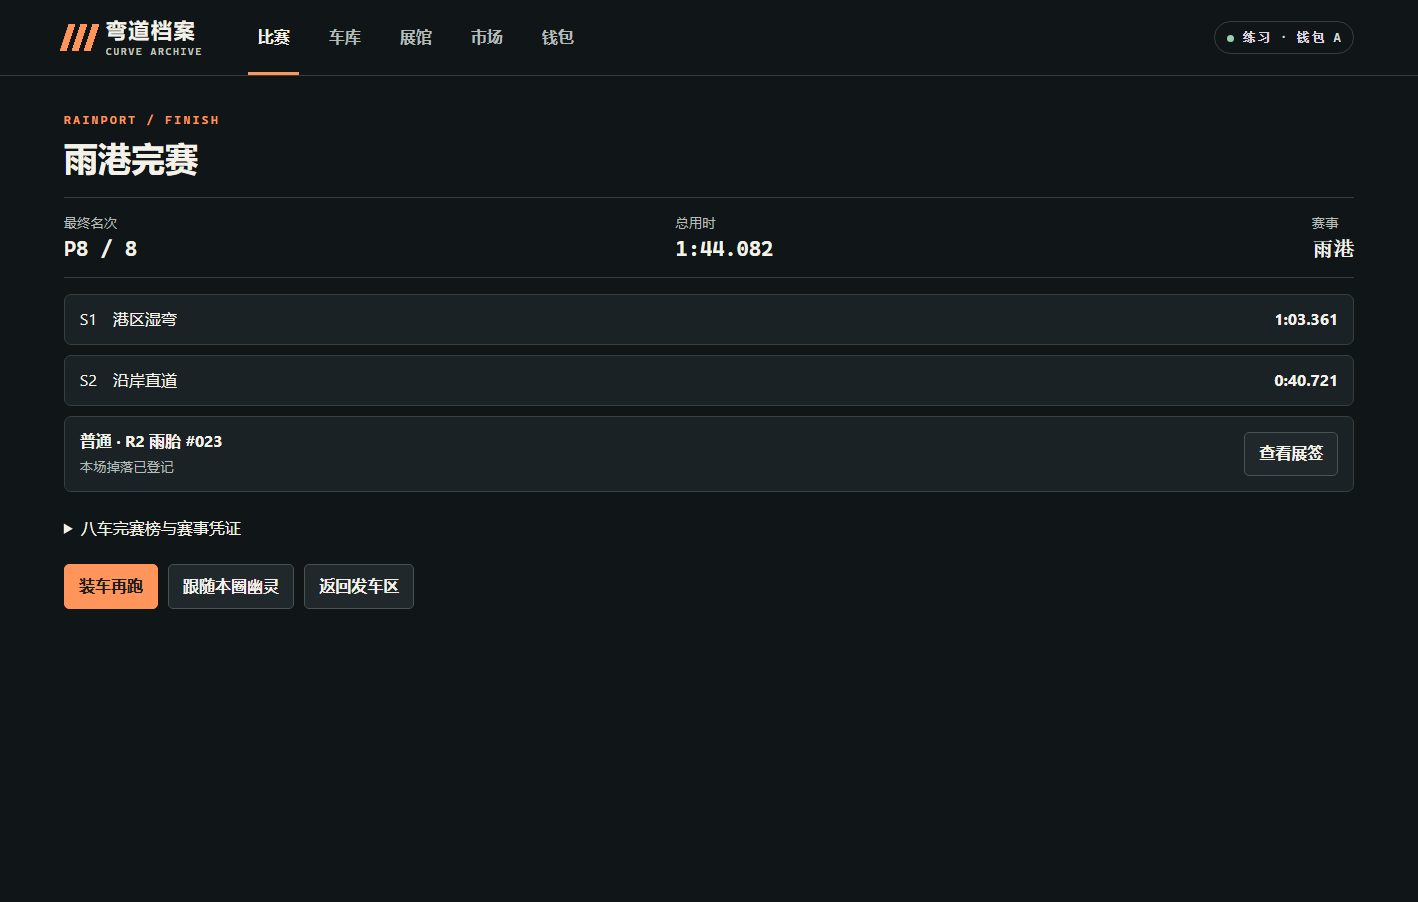 弯道档案
CURVE ARCHIVE
比赛
车库
展馆
市场
钱包
练习 · 钱包 A
RAINPORT / FINISH
雨港完赛
最终名次
P8 / 8
总用时
1:44.082
赛事
雨港
S1 港区湿弯
1:03.361
S2 沿岸直道
0:40.721
普通 · R2 雨胎 #023
本场掉落已登记
查看展签
八车完赛榜与赛事凭证
装车再跑
跟随本圈幽灵
返回发车区